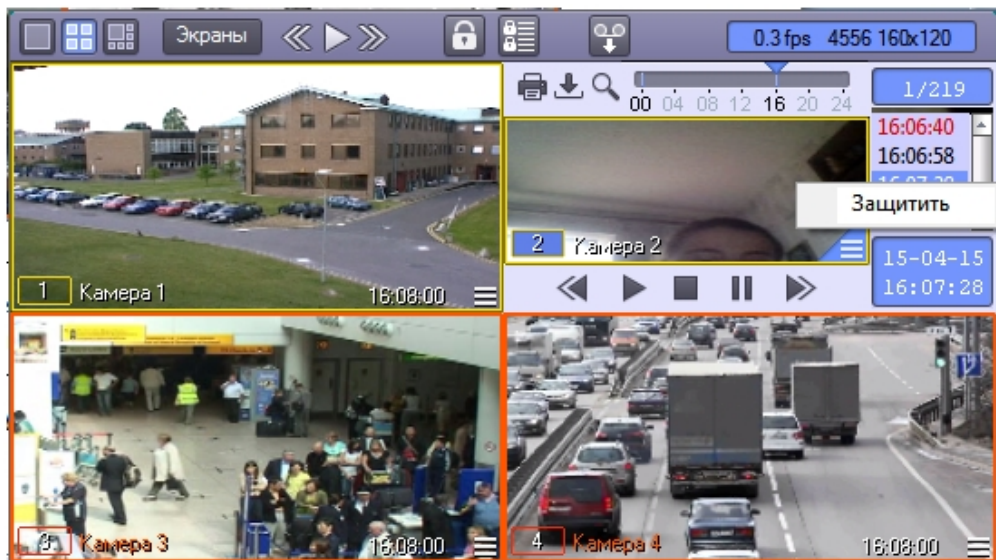 Экраны
0.3 fps 4556 160x120
00 04 08 12 16 20 24
1/219
16:06:40
16:06:58
Защитить
2 Камера 2
15-04-15
16:07:28
1 Камера 1 16:08:00
3 Камера 3 16:08:00
4 Камера 4 16:08:00